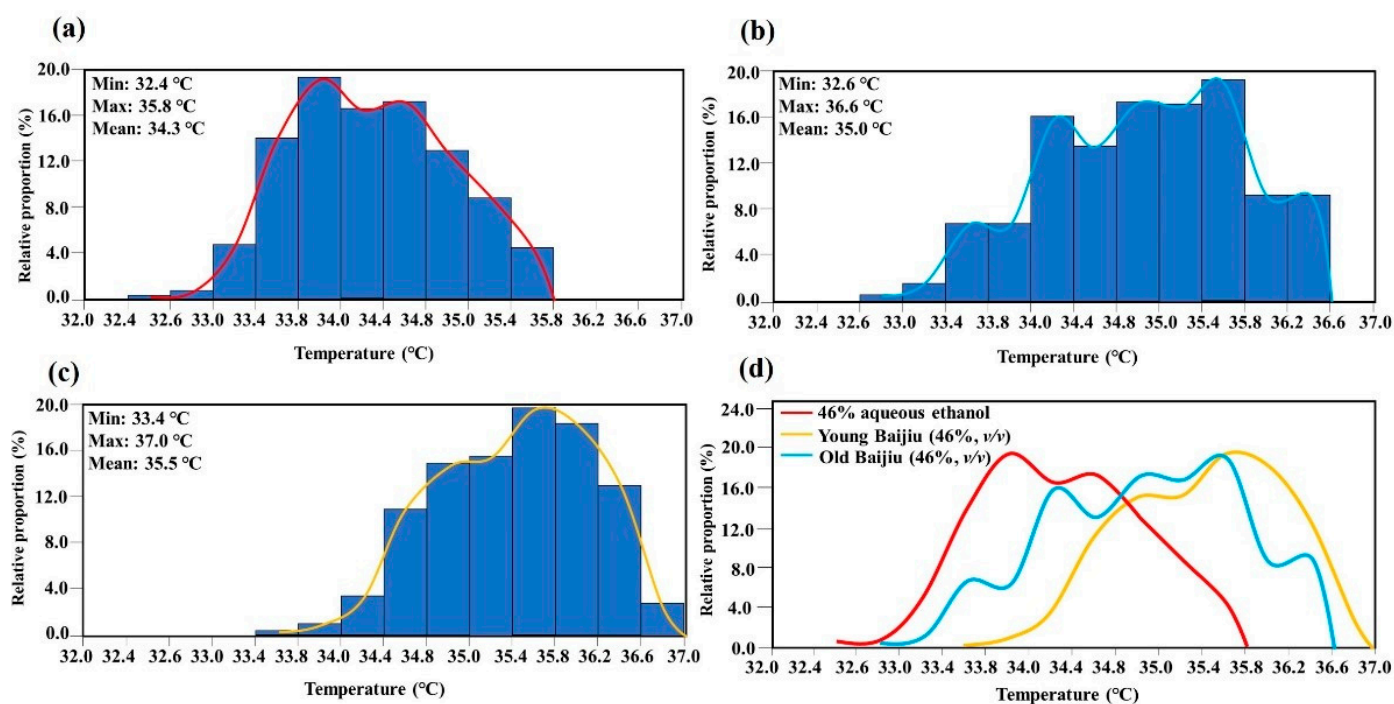 (a)
Relative proportion (%)
20.0
16.0
12.0
8.0
4.0
0.0
Min: 32.4 °C
Max: 35.8 °C
Mean: 34.3 °C
32.0 32.4 32.6 33.0 33.4 33.8 34.0 34.4 34.8 35.0 35.4 35.8 36.2 36.6 37.0
Temperature (°C)
(b)
Relative proportion (%)
20.0
16.0
12.0
8.0
4.0
0.0
Min: 32.6 °C
Max: 36.6 °C
Mean: 35.0 °C
32.0 32.4 32.6 33.0 33.4 34.0 34.4 34.8 35.0 35.4 35.8 36.2 36.6 37.0
Temperature (°C)
(c)
Relative proportion (%)
20.0
16.0
12.0
8.0
4.0
0.0
Min: 33.4 °C
Max: 37.0 °C
Mean: 35.5 °C
32.0 32.4 32.6 33.0 33.4 33.8 34.0 34.4 34.8 35.0 35.4 35.8 36.2 36.6 37.0
Temperature (°C)
(d)
Relative proportion (%)
24.0
20.0
16.0
12.0
8.0
4.0
0.0
46% aqueous ethanol
Young Baijiu (46%, v/v)
Old Baijiu (46%, v/v)
32.0 32.4 32.6 33.0 33.4 33.8 34.0 34.4 34.8 35.0 35.4 35.8 36.2 36.6 37.0
Temperature (°C)